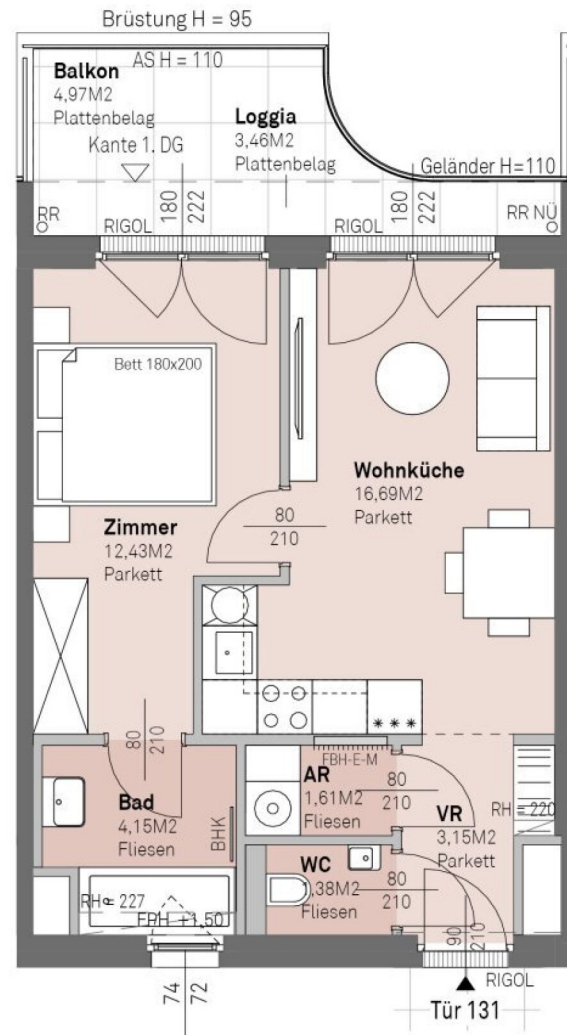 Brüstung H = 95
AS H = 110
Balkon
4,97M2
Plattenbelag
Kante 1. DG
Loggia
3,46M2
Plattenbelag
Geländer H=110
RR
RIGOL
180
222
RIGOL
180
222
RR NÜ
Bett 180x200
Wohnküche
16,69M2
Parkett
80
210
Zimmer
12,43M2
Parkett
80
210
FBH-E-M
AR
1,61M2
Fliesen
80
210
RH = 220
VR
3,15M2
Parkett
Bad
4,15M2
Fliesen
BHK
WC
1,38M2
Fliesen
80
210
RH = 227
FPH +1,50
90
210
74
72
RIGOL
Tür 131